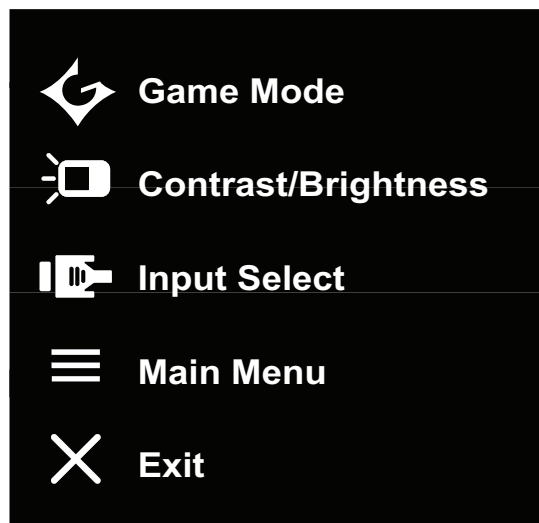 Game Mode
Contrast/Brightness
Input Select
Main Menu
Exit